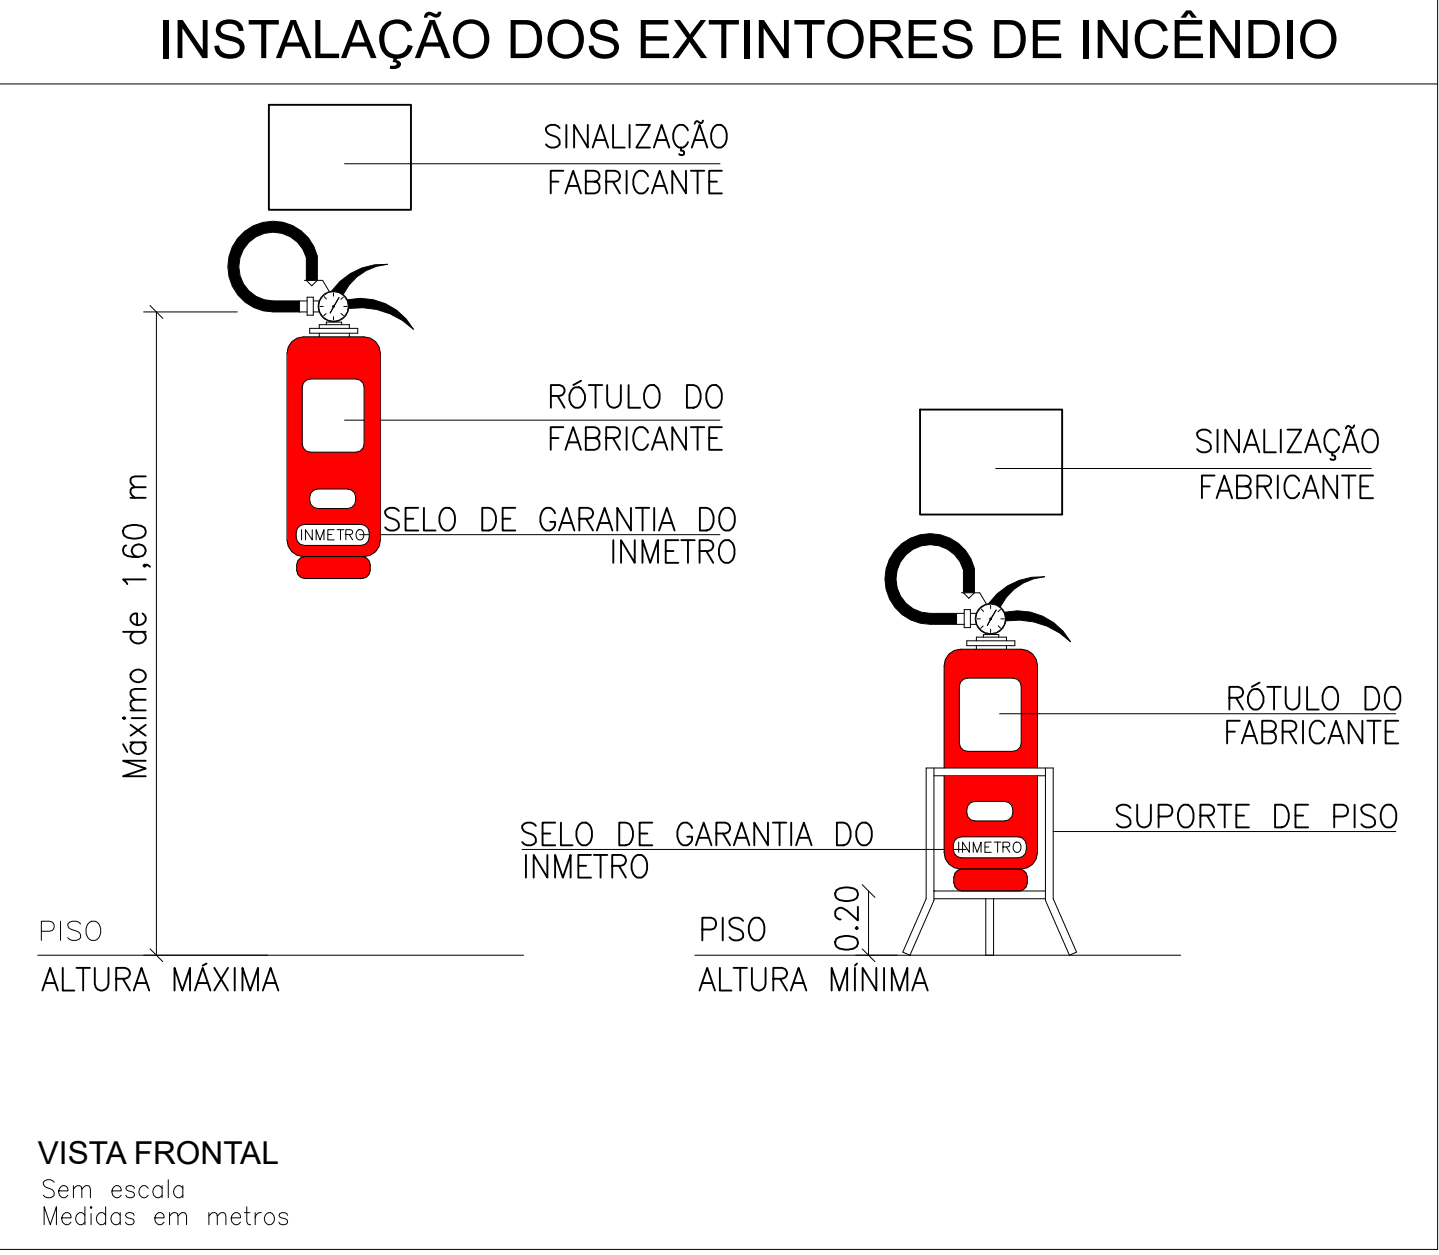 INSTALAÇÃO DOS EXTINTORES DE INCÊNDIO
SINALIZAÇÃO
FABRICANTE
RÓTULO DO
FABRICANTE
SELO DE GARANTIA DO
INMETRO
INMETRO
Máximo de 1,60 m
PISO
ALTURA MÁXIMA
SINALIZAÇÃO
FABRICANTE
RÓTULO DO
FABRICANTE
SUPORTE DE PISO
SELO DE GARANTIA DO
INMETRO
INMETRO
0.20
PISO
ALTURA MÍNIMA
VISTA FRONTAL
Sem escala
Medidas em metros